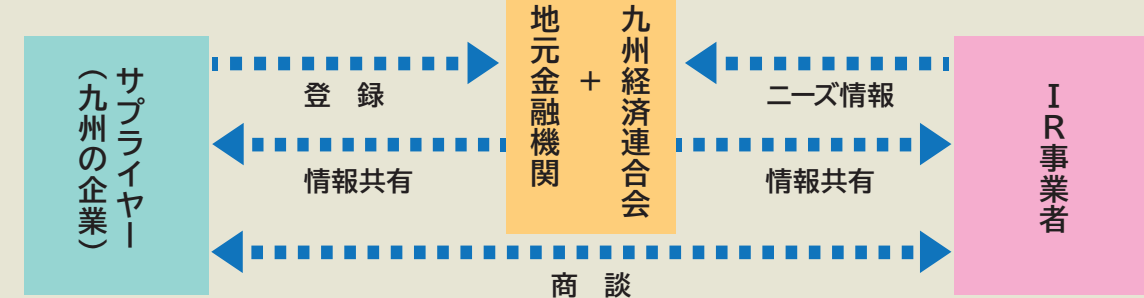 サプライヤー
（九州の企業）
登　録
情報共有
九州経済連合会
＋
地元金融機関
ニーズ情報
情報共有
商　談
ＩＲ事業者